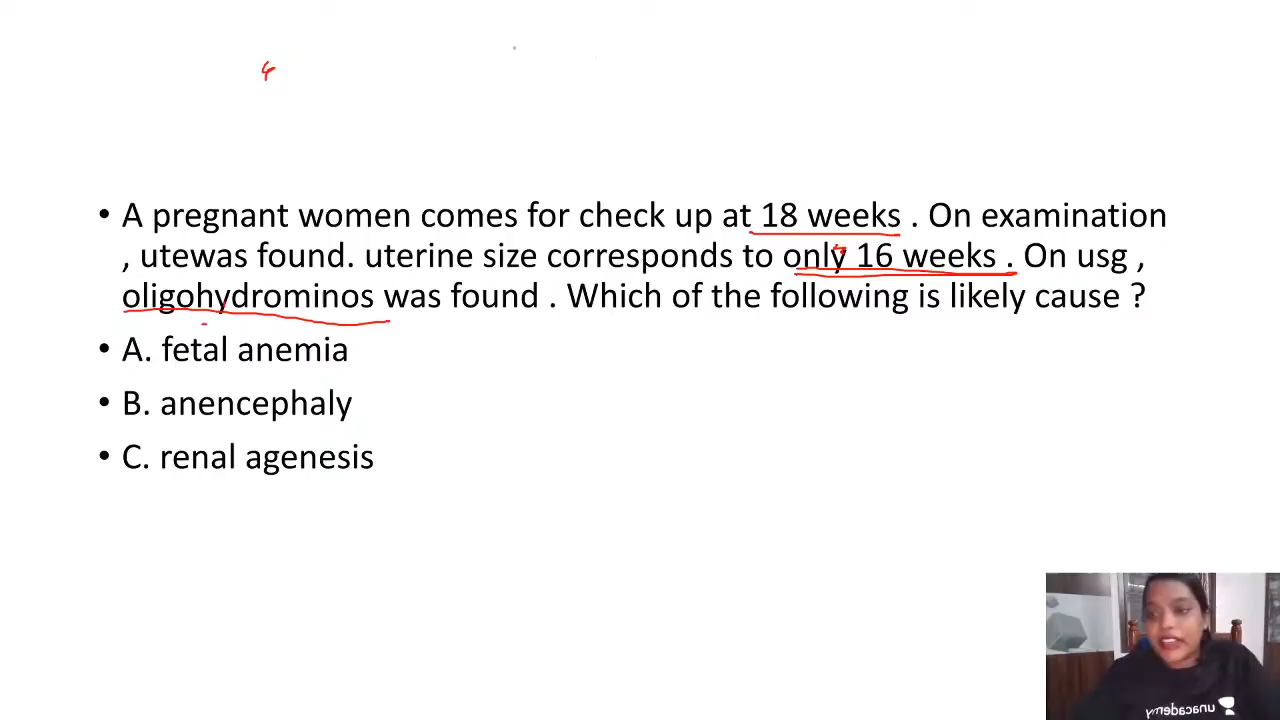 • A pregnant women comes for check up at 18 weeks . On examination
, utewas found. uterine size corresponds to only 16 weeks . On usg ,
oligohydrominos was found . Which of the following is likely cause ?
• A. fetal anemia
• B. anencephaly
• C. renal agenesis
unacademy